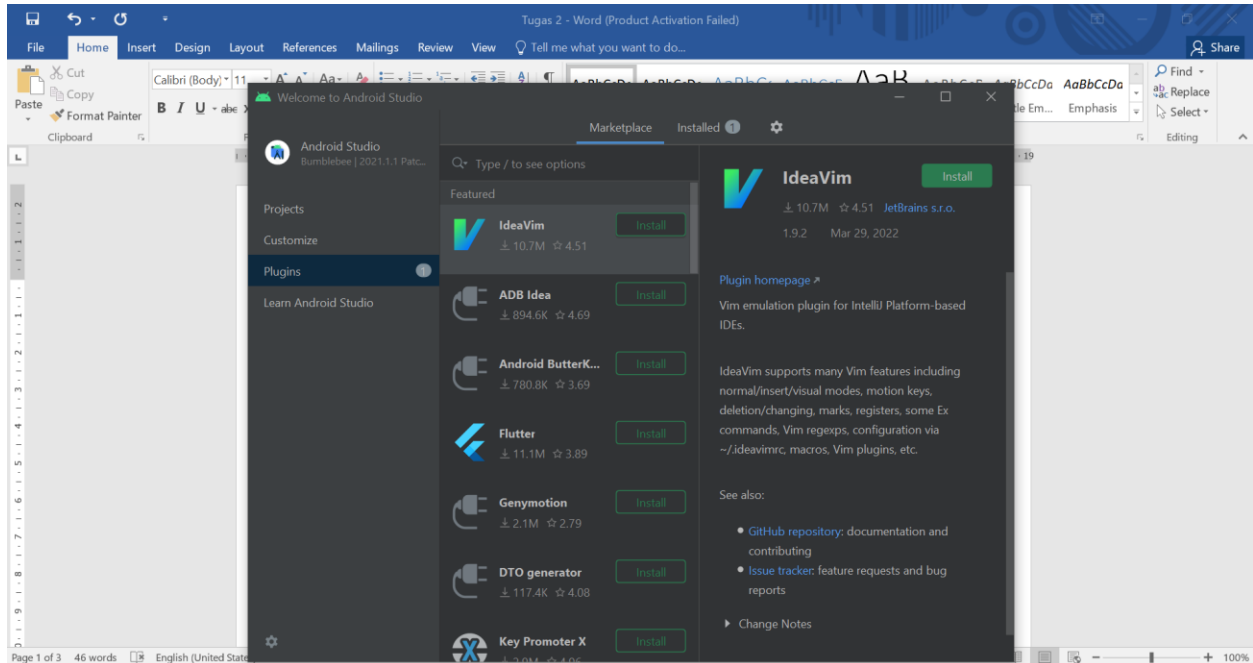 Tugas 2 - Word (Product Activation Failed)
File Home Insert Design Layout References Mailings Review View Tell me what you want to do... Share
Cut
Copy
Format Painter
Paste
Clipboard
Calibri (Body) 11
B I U abc
AaBbCcDa
Emphasis
Find
Replace
Select
Editing
19
Welcome to Android Studio
Android Studio
Bumblebee | 2021.1.1 Patc...
Projects
Customize
Plugins 1
Learn Android Studio
Marketplace Installed 1
Type / to see options
Featured
IdeaVim Install
10.7M 4.51
ADB Idea Install
894.6K 4.69
Android ButterK... Install
780.8K 3.69
Flutter Install
11.1M 3.89
Genymotion Install
2.1M 2.79
DTO generator Install
117.4K 4.08
Key Promoter X Install
IdeaVim Install
10.7M 4.51 JetBrains s.r.o.
1.9.2 Mar 29, 2022
Plugin homepage
Vim emulation plugin for IntelliJ Platform-based
IDEs.
IdeaVim supports many Vim features including
normal/insert/visual modes, motion keys,
deletion/changing, marks, registers, some Ex
commands, Vim regexps, configuration via
~/.ideavimrc, macros, Vim plugins, etc.
See also:
GitHub repository: documentation and
contributing
Issue tracker: feature requests and bug
reports
Change Notes
Page 1 of 3 46 words English (United State
100%